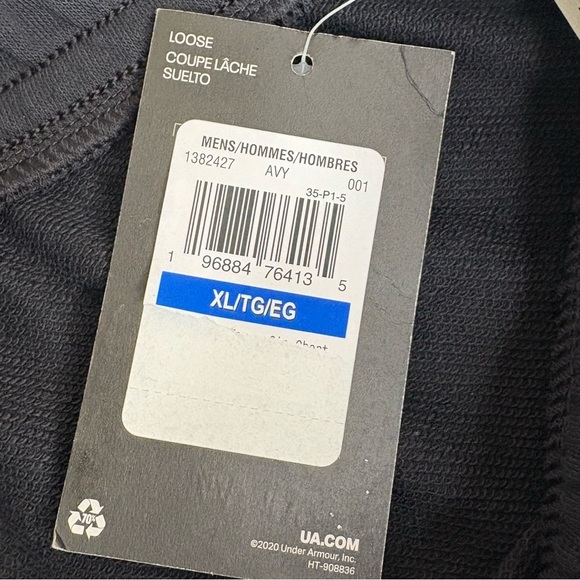 LOOSE
COUPE LÂCHE
SUELTO
MENS/HOMMES/HOMBRES
1382427 AVY 001
35-P1-5
1 96884 76413 5
XL/TG/EG
70%
UA.COM
©2020 Under Armour, Inc.
HT-908836